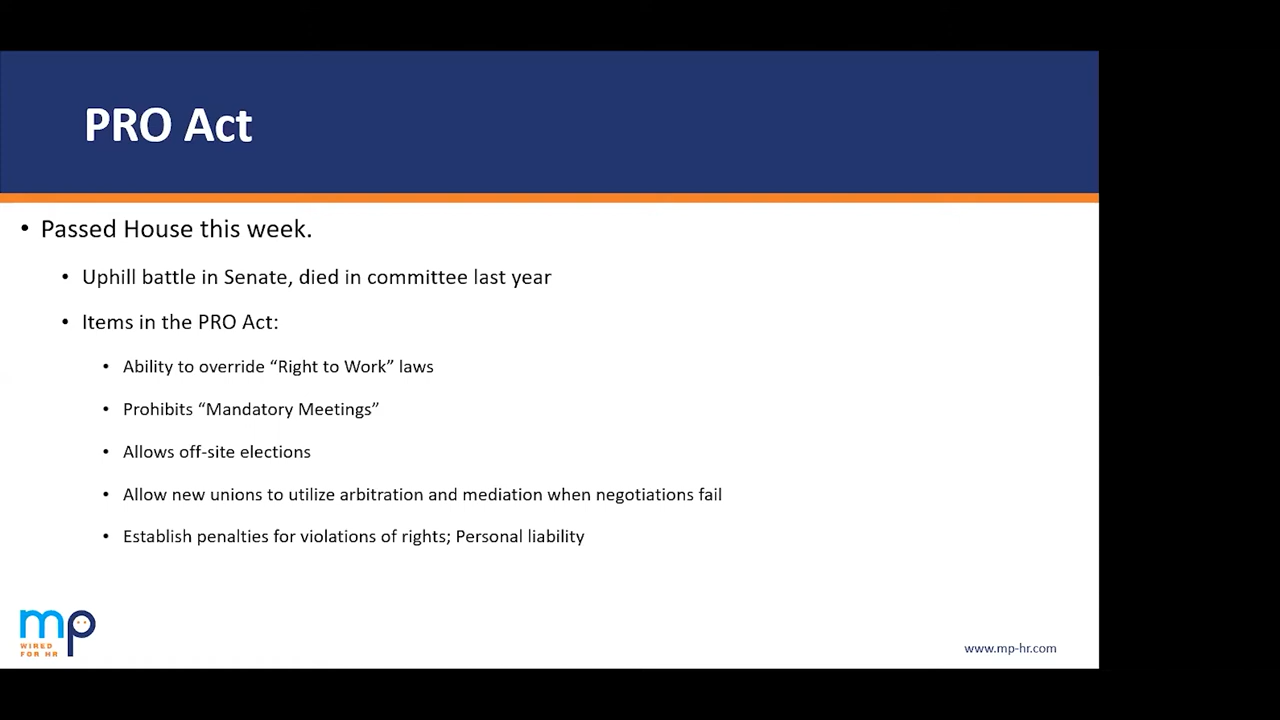 PRO Act
• Passed House this week.
• Uphill battle in Senate, died in committee last year
• Items in the PRO Act:
• Ability to override “Right to Work” laws
• Prohibits “Mandatory Meetings”
• Allows off-site elections
• Allow new unions to utilize arbitration and mediation when negotiations fail
• Establish penalties for violations of rights; Personal liability
mp
WIRED
FOR HR
www.mp-hr.com